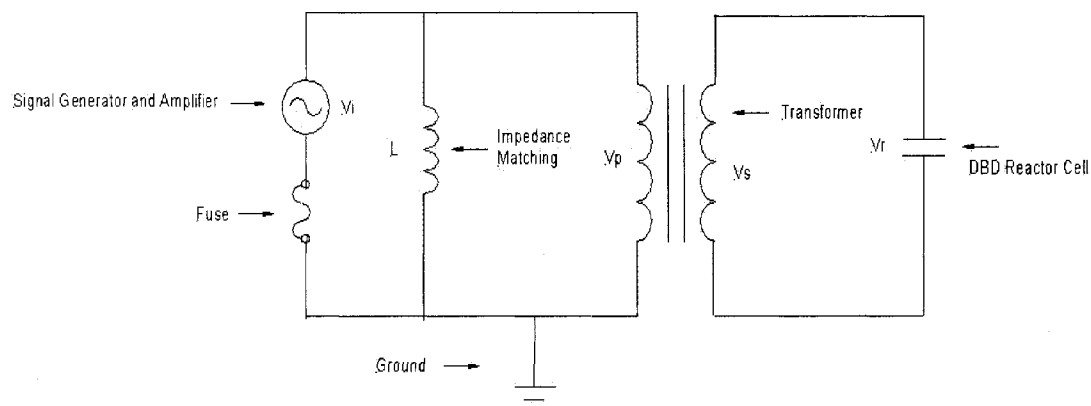 Signal Generator and Amplifier
Vi
L
Impedance
Matching
Vp
Transformer
Vs
Vr
DBD Reactor Cell
Fuse
Ground